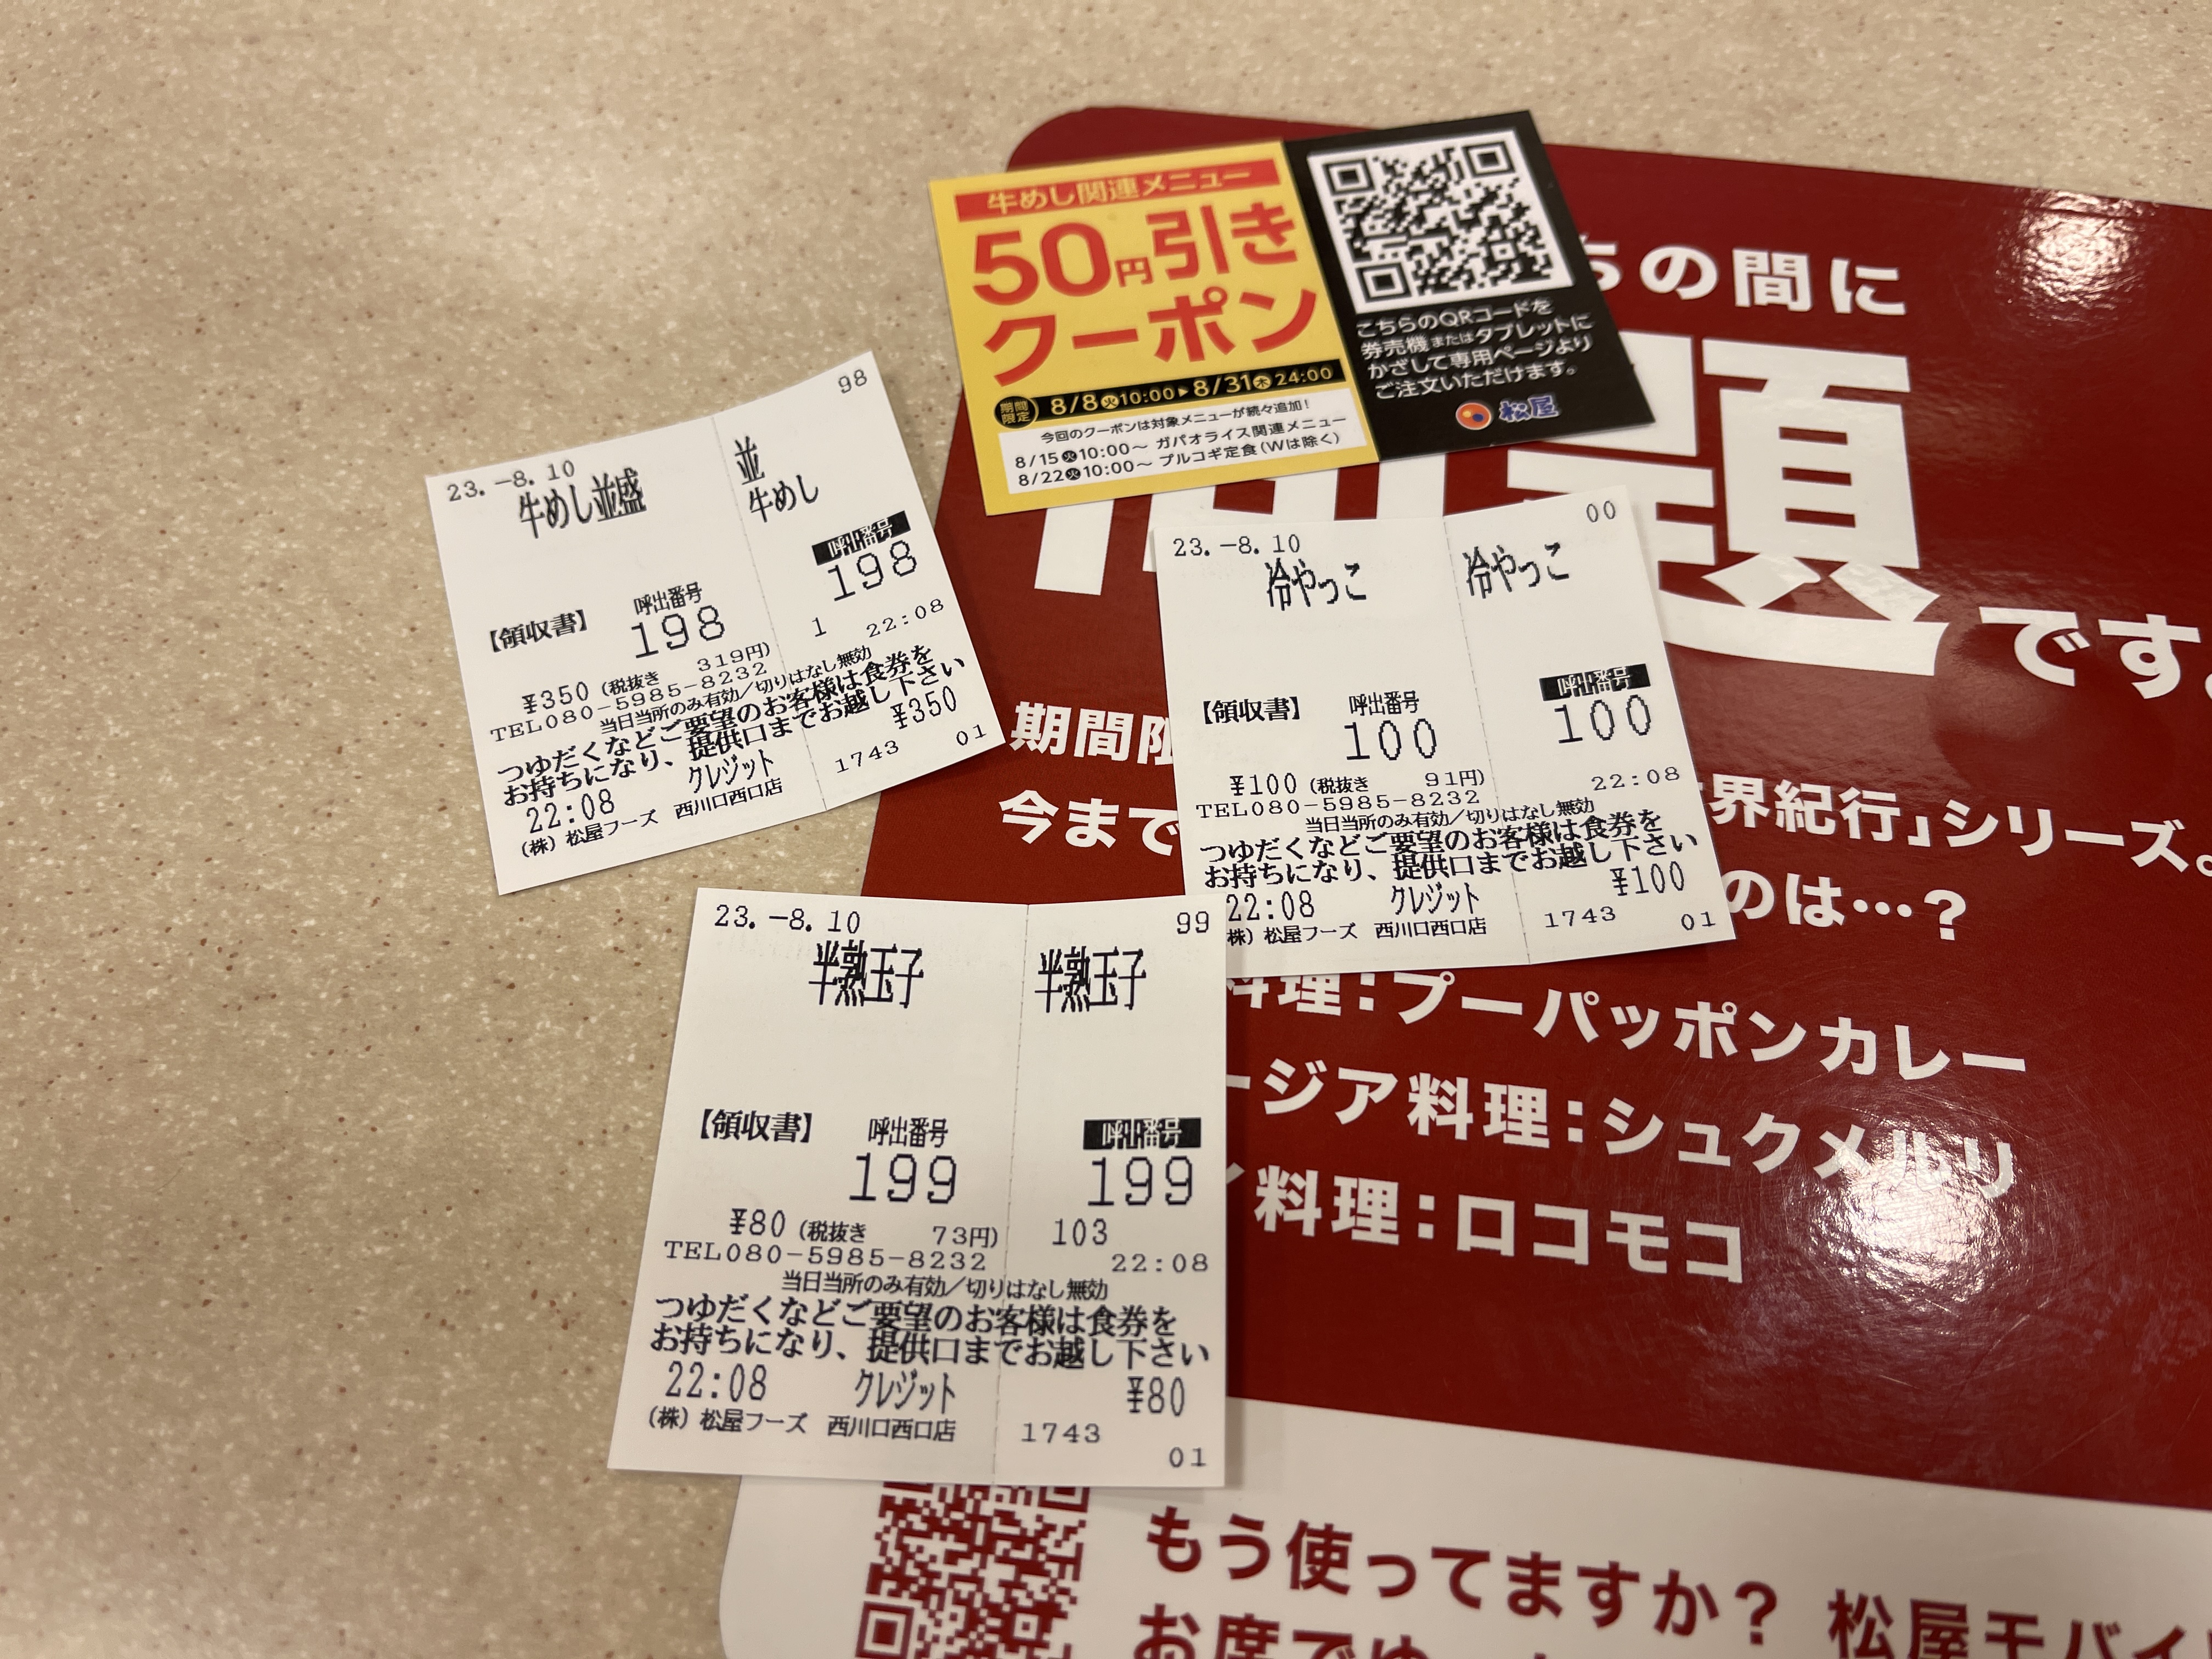 牛めし関連メニュー
50円引き
クーポン
期間限定 8/8火10:00▶8/31木24:00
今回のクーポンは対象メニューが続々追加!
8/15火10:00〜 ガパオライス関連メニュー
8/22火10:00〜 プルコギ定食(Wは除く)
こちらのQRコードを
券売機またはタブレットに
かざして専用ページより
ご注文いただけます。
松屋
98
23.-8.10
牛めし並盛
並
牛めし
呼出番号
198
【領収書】
呼出番号
198
1 22:08
¥350(税抜き 319円)
TEL080-5985-8232
当日当所のみ有効/切りはなし無効
つゆだくなどご要望のお客様は食券を
お持ちになり、提供口までお越し下さい
22:08 クレジット ¥350
(株)松屋フーズ 西川口西口店 1743
01
00
23.-8.10
冷やっこ 冷やっこ
【領収書】 呼出番号 呼出番号
100 100
¥100(税抜き 91円) 22:08
TEL080-5985-8232
当日当所のみ有効/切りはなし無効
つゆだくなどご要望のお客様は食券を
お持ちになり、提供口までお越し下さい
22:08 クレジット ¥100
株)松屋フーズ 西川口西口店 1743
01
23.-8.10 99
半熟玉子 半熟玉子
【領収書】 呼出番号 呼出番号
199 199
¥80(税抜き 73円) 103
TEL080-5985-8232 22:08
当日当所のみ有効/切りはなし無効
つゆだくなどご要望のお客様は食券を
お持ちになり、提供口までお越し下さい
22:08 クレジット ¥80
(株)松屋フーズ 西川口西口店 1743
01
ちの間に
題です。
期間限 界紀行」シリーズ。
今まで のは…?
料理:プーパッポンカレー
ージア料理:シュクメルリ
料理:ロコモコ
もう使ってますか? 松屋モバイ
お席でゆ